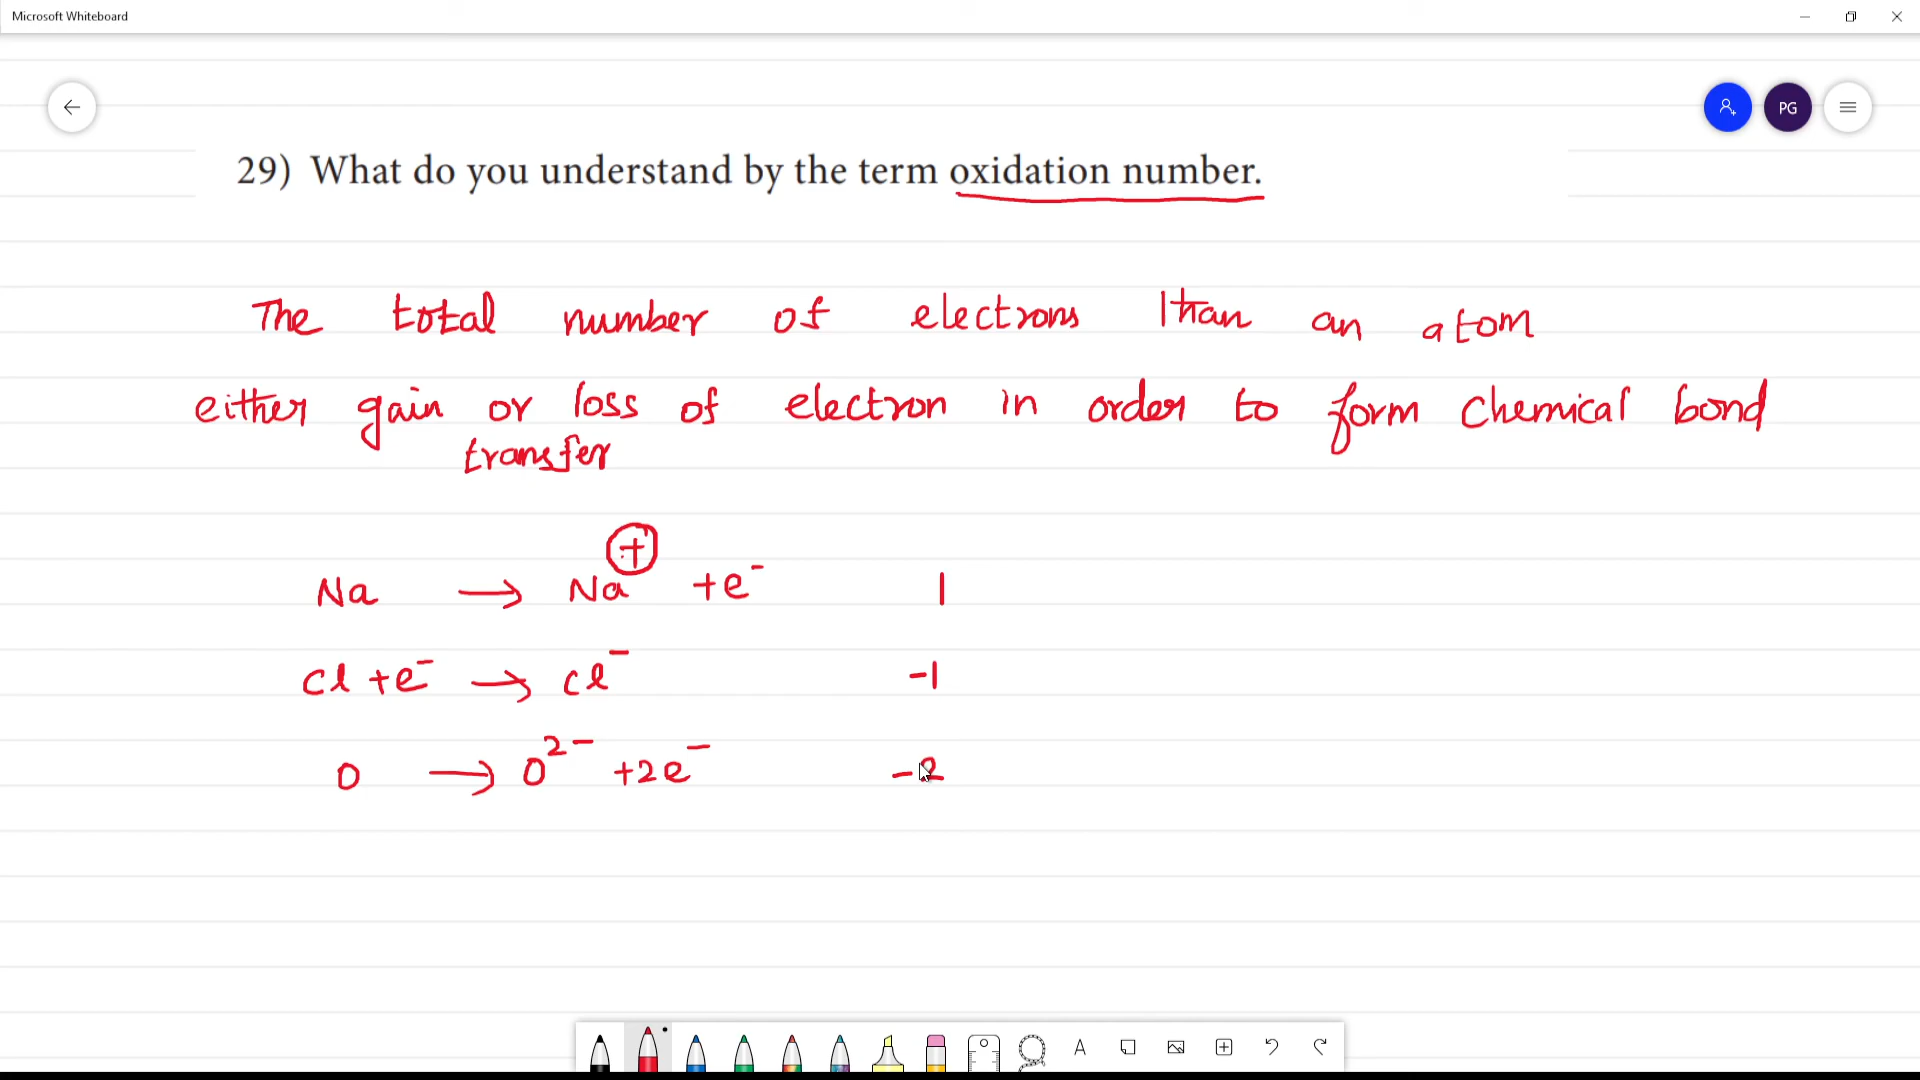 Microsoft Whiteboard
PG
29) What do you understand by the term oxidation number.
The total number of electrons than an atom
either gain or loss of electron in order to form chemical bond
transfer
Na → Na⁺ + e⁻ 1
Cl + e⁻ → Cl⁻ -1
O → O²⁻ + 2e⁻ -2
A